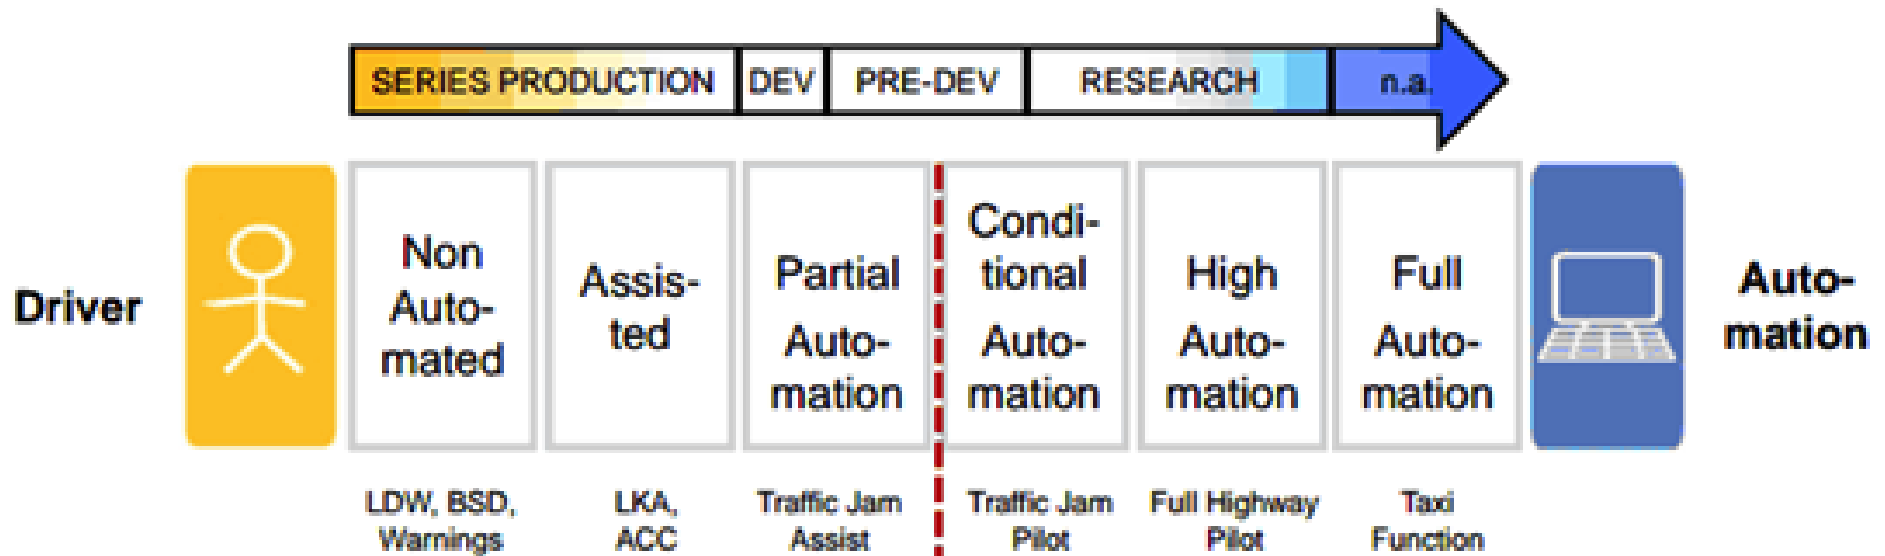 SERIES PRODUCTION DEV PRE-DEV RESEARCH n.a.
Driver
Non
Auto-
mated
Assis-
ted
Partial
Auto-
mation
Condi-
tional
Auto-
mation
High
Auto-
mation
Full
Auto-
mation
Auto-
mation
LDW, BSD,
Warnings
LKA,
ACC
Traffic Jam
Assist
Traffic Jam
Pilot
Full Highway
Pilot
Taxi
Function